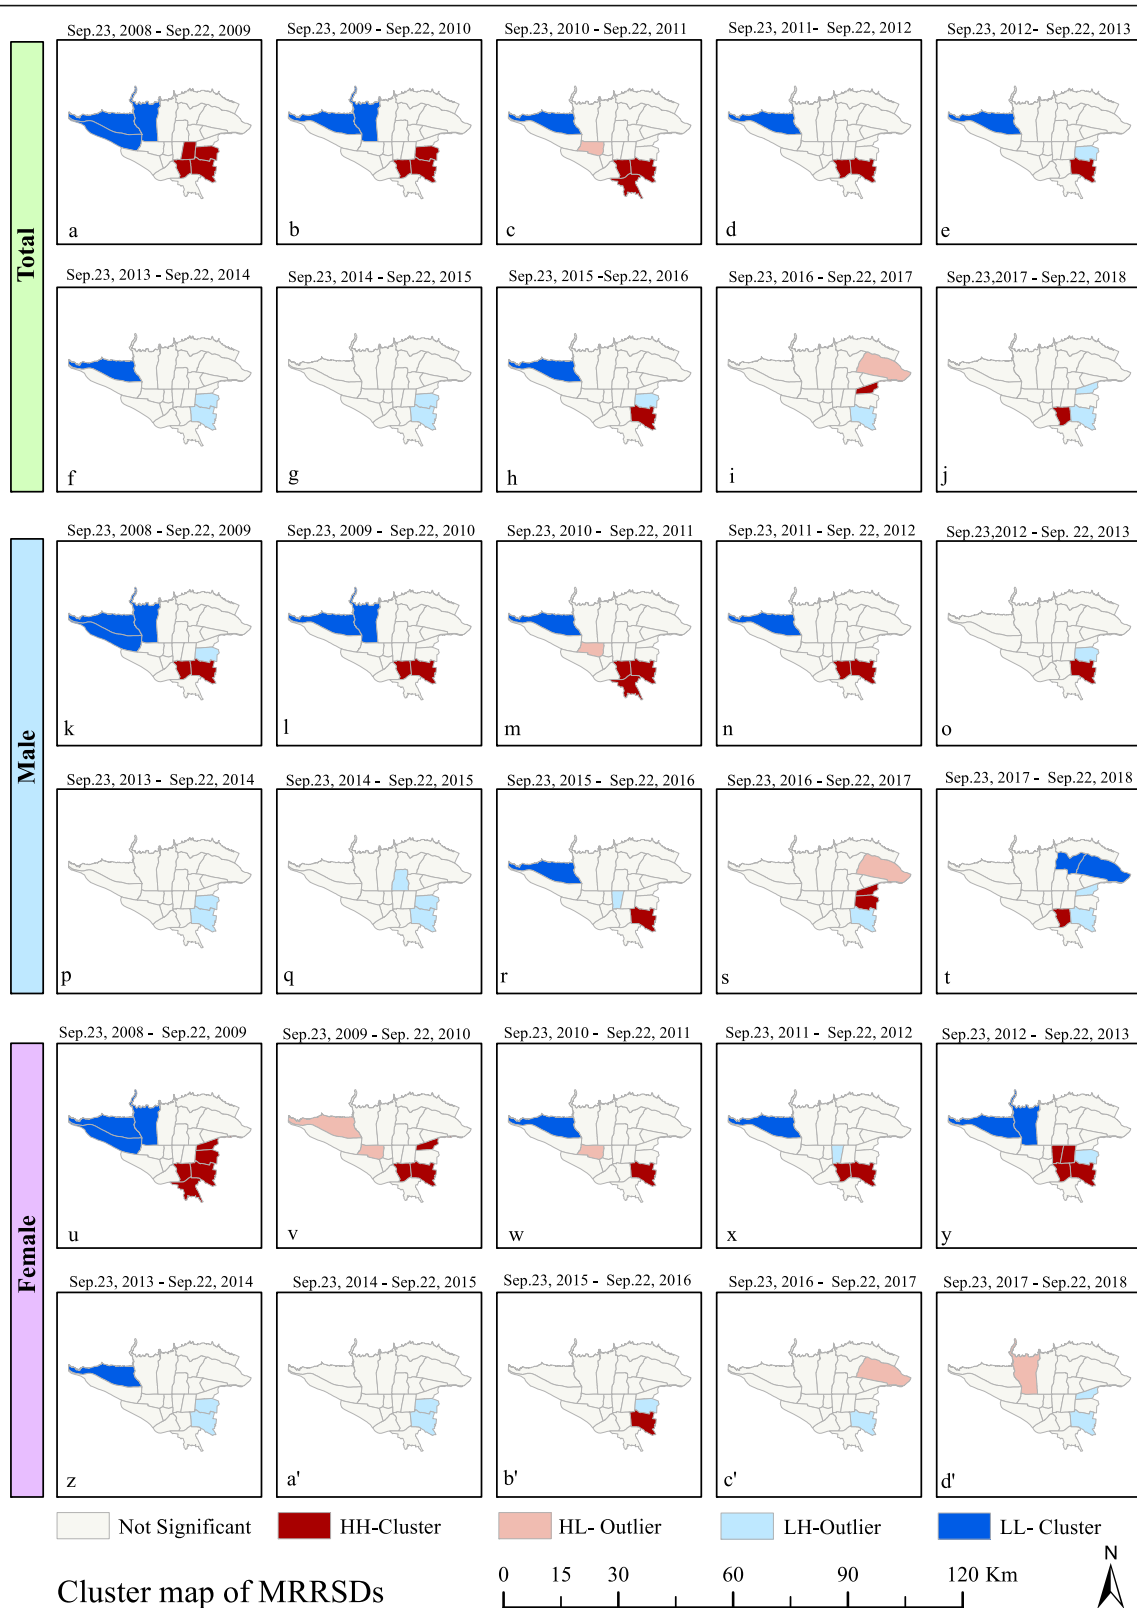 Total
Sep.23, 2008 - Sep.22, 2009
Sep.23, 2009 - Sep.22, 2010
Sep.23, 2010 - Sep.22, 2011
Sep.23, 2011- Sep.22, 2012
Sep.23, 2012- Sep.22, 2013
a
b
c
d
e
Sep.23, 2013 - Sep.22, 2014
Sep.23, 2014 - Sep.22, 2015
Sep.23, 2015 -Sep.22, 2016
Sep.23, 2016 - Sep.22, 2017
Sep.23,2017 - Sep.22, 2018
f
g
h
i
j
Male
Sep.23, 2008 - Sep.22, 2009
Sep.23, 2009 - Sep.22, 2010
Sep.23, 2010 - Sep.22, 2011
Sep.23, 2011 - Sep. 22, 2012
Sep.23,2012 - Sep. 22, 2013
k
l
m
n
o
Sep.23, 2013 - Sep.22, 2014
Sep.23, 2014 - Sep.22, 2015
Sep.23, 2015 - Sep.22, 2016
Sep.23, 2016 - Sep.22, 2017
Sep.23, 2017 - Sep.22, 2018
p
q
r
s
t
Female
Sep.23, 2008 - Sep.22, 2009
Sep.23, 2009 - Sep. 22, 2010
Sep.23, 2010 - Sep.22, 2011
Sep.23, 2011 - Sep.22, 2012
Sep.23, 2012 - Sep.22, 2013
u
v
w
x
y
Sep.23, 2013 - Sep.22, 2014
Sep.23, 2014 - Sep.22, 2015
Sep.23, 2015 - Sep.22, 2016
Sep.23, 2016 - Sep.22, 2017
Sep.23, 2017 - Sep.22, 2018
z
a'
b'
c'
d'
Not Significant
HH-Cluster
HL- Outlier
LH-Outlier
LL- Cluster
Cluster map of MRRSDs
0 15 30 60 90 120 Km
N